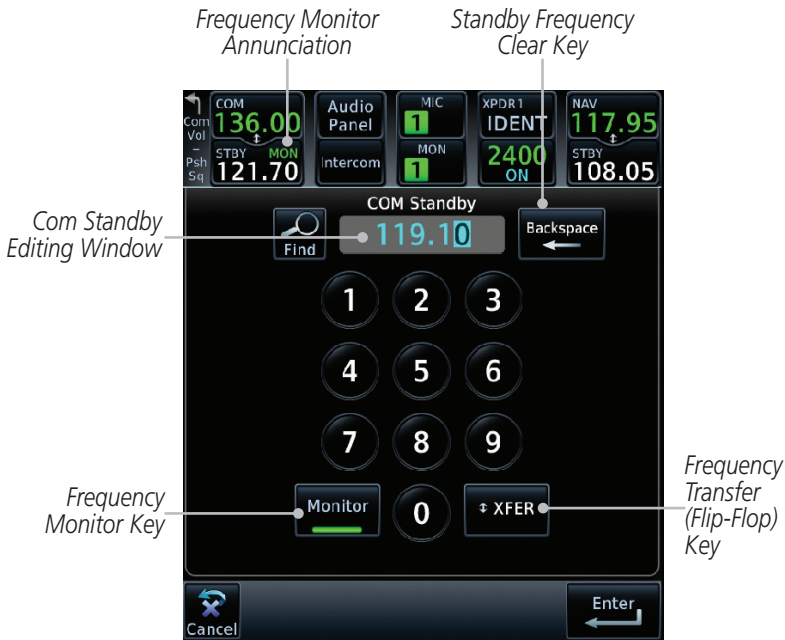 Frequency Monitor
Annunciation
Standby Frequency
Clear Key
Com
Vol
–
Psh
Sq
COM
136.00
STBY MON
121.70
Audio
Panel
Intercom
MIC
1
MON
1
XPDR1
IDENT
2400
ON
NAV
117.95
STBY
108.05
COM Standby
Find
119.10
Backspace
Com Standby
Editing Window
1 2 3
4 5 6
7 8 9
Monitor
0
↕ XFER
Frequency
Monitor Key
Frequency
Transfer
(Flip-Flop)
Key
Cancel
Enter